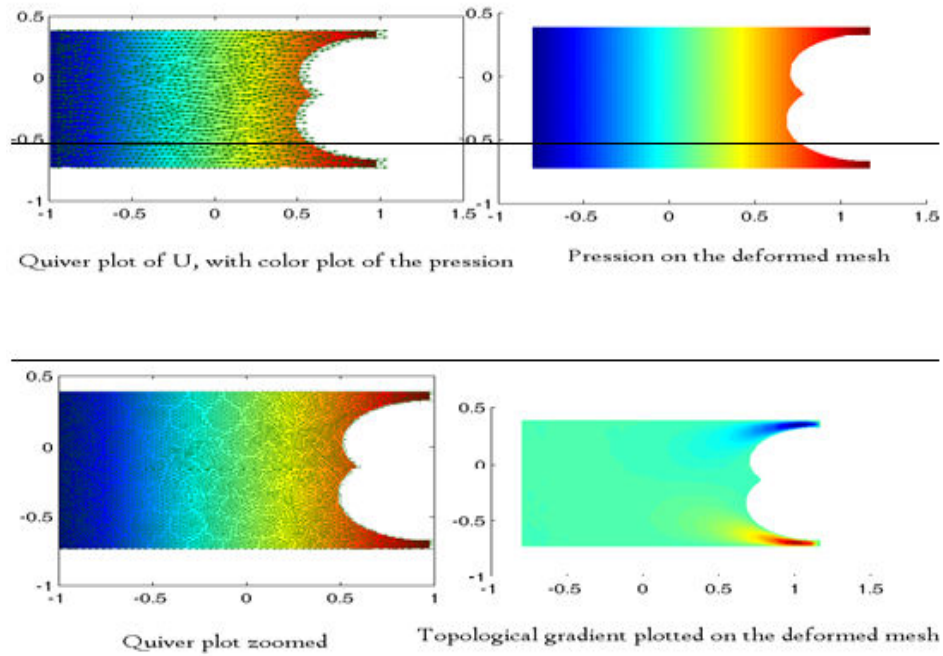 0.5
0
-0.5
-1
-1 -0.5 0 0.5 1 1.5
Quiver plot of U, with color plot of the pression
0.5
0
-0.5
-1
-1 -0.5 0 0.5 1 1.5
Pression on the deformed mesh
0.5
0
-0.5
-1
-1 -0.5 0 0.5 1
Quiver plot zoomed
0.5
0
-0.5
-1
-1 -0.5 0 0.5 1 1.5
Topological gradient plotted on the deformed mesh